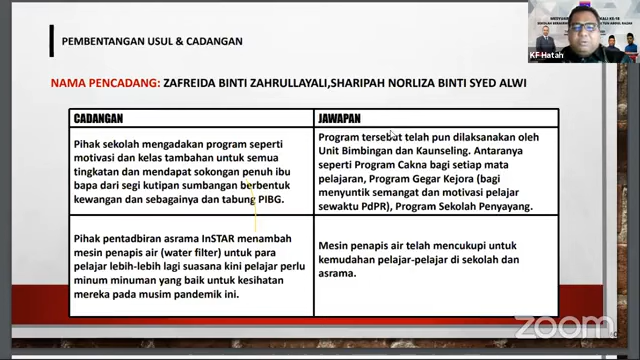 PEMBENTANGAN USUL & CADANGAN
NAMA PENCADANG: ZAFREIDA BINTI ZAHRULLAYALI,SHARIPAH NORLIZA BINTI SYED ALWI
CADANGAN
JAWAPAN
Pihak sekolah mengadakan program seperti
motivasi dan kelas tambahan untuk semua
tingkatan dan mendapat sokongan penuh ibu
bapa dari segi kutipan sumbangan berbentuk
kewangan dan sebagainya dan tabung PIBG.
Program tersebut telah pun dilaksanakan oleh
Unit Bimbingan dan Kaunseling. Antaranya
seperti Program Cakna bagi setiap mata
pelajaran, Program Gegar Kejora (bagi
menyuntik semangat dan motivasi pelajar
sewaktu PdPR), Program Sekolah Penyayang.
Pihak pentadbiran asrama InSTAR menambah
mesin penapis air (water filter) untuk para
pelajar lebih-lebih lagi suasana kini pelajar perlu
minum minuman yang baik untuk kesihatan
mereka pada musim pandemik ini.
Mesin penapis air telah mencukupi untuk
kemudahan pelajar-pelajar di sekolah dan
asrama.
KF Hatah
zoom